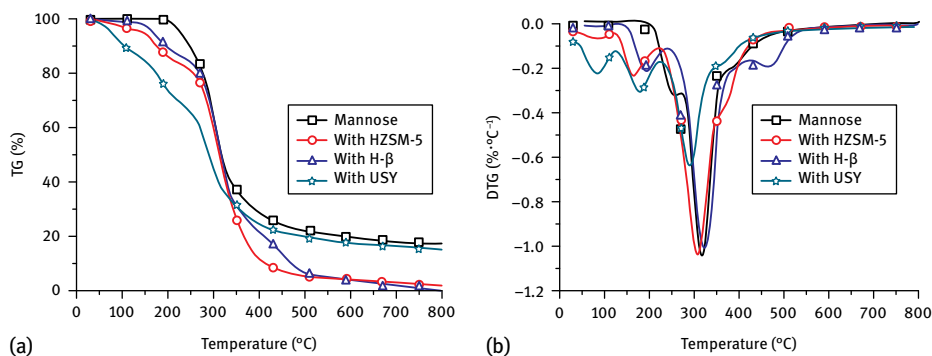 100
80
60
40
20
0
TG (%)
0 100 200 300 400 500 600 700 800
Temperature (°C)
Mannose
With HZSM-5
With H-β
With USY
(a)
0.0
−0.2
−0.4
−0.6
−0.8
−1.0
−1.2
DTG (%·°C⁻¹)
0 100 200 300 400 500 600 700 800
Temperature (°C)
Mannose
With HZSM-5
With H-β
With USY
(b)